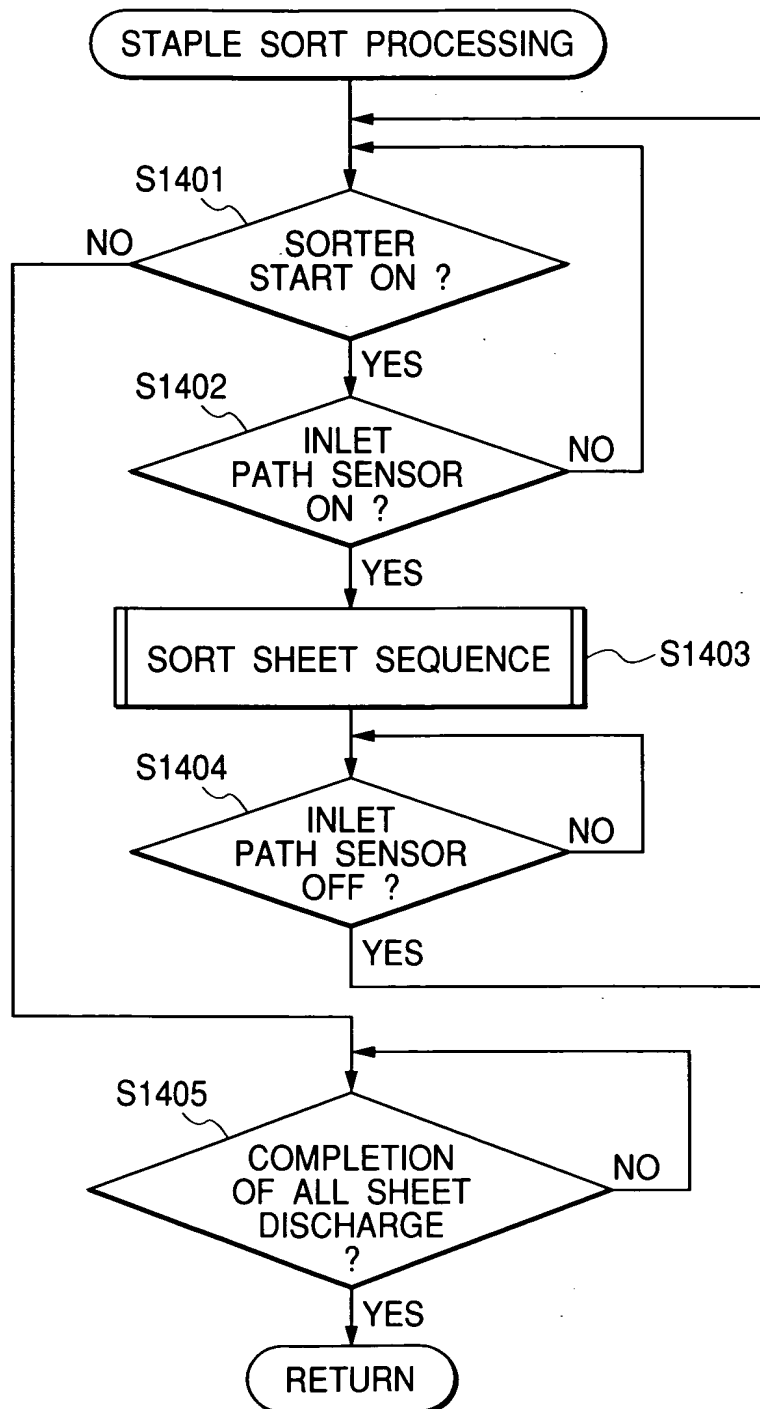 STAPLE SORT PROCESSING
S1401
NO
SORTER
START ON ?
YES
S1402
INLET
PATH SENSOR
ON ?
NO
YES
SORT SHEET SEQUENCE
S1403
S1404
INLET
PATH SENSOR
OFF ?
NO
YES
S1405
COMPLETION
OF ALL SHEET
DISCHARGE
?
NO
YES
RETURN